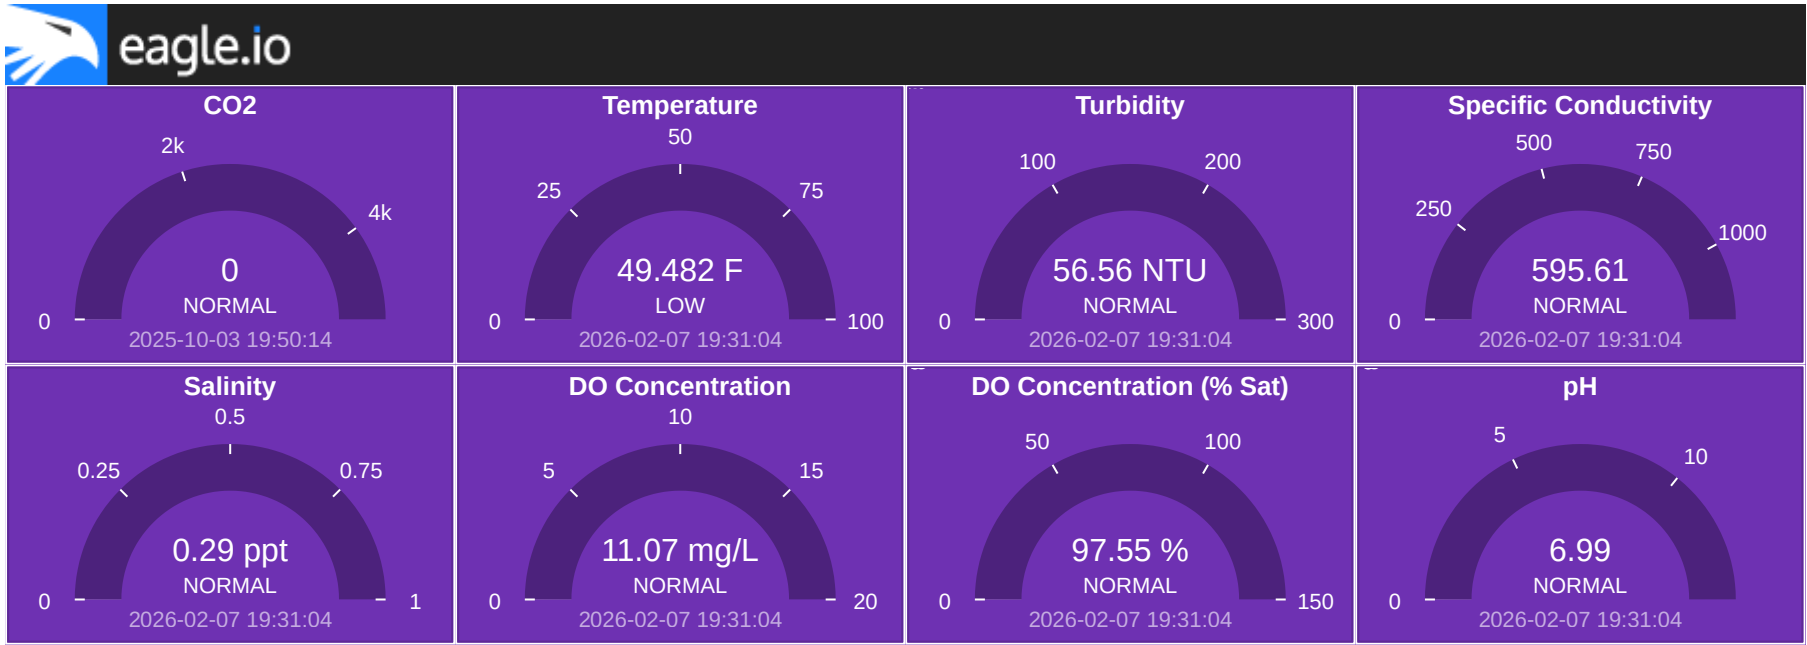 eagle.io
CO2
2k
4k
0
0
NORMAL
2025-10-03 19:50:14
Temperature
50
25
75
49.482 F
LOW
0
100
2026-02-07 19:31:04
Turbidity
100
200
56.56 NTU
NORMAL
0
300
2026-02-07 19:31:04
Specific Conductivity
500
750
250
1000
595.61
NORMAL
0
2026-02-07 19:31:04
Salinity
0.5
0.25
0.75
0.29 ppt
NORMAL
0
1
2026-02-07 19:31:04
DO Concentration
10
5
15
11.07 mg/L
NORMAL
0
20
2026-02-07 19:31:04
DO Concentration (% Sat)
50
100
97.55 %
NORMAL
0
150
2026-02-07 19:31:04
pH
5
10
6.99
NORMAL
0
2026-02-07 19:31:04